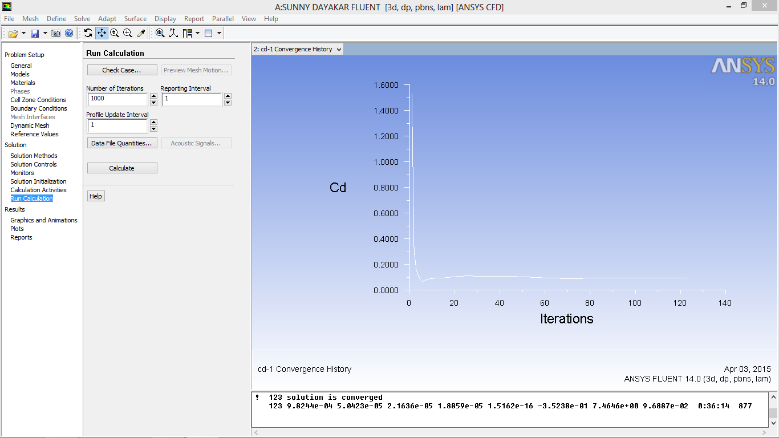 A:SUNNY DAYAKAR FLUENT [3d, dp, pbns, lam] [ANSYS CFD]
File Mesh Define Solve Adapt Surface Display Report Parallel View Help
Problem Setup
General
Models
Materials
Phases
Cell Zone Conditions
Boundary Conditions
Mesh Interfaces
Dynamic Mesh
Reference Values
Solution
Solution Methods
Solution Controls
Monitors
Solution Initialization
Calculation Activities
Run Calculation
Results
Graphics and Animations
Plots
Reports
Run Calculation
Check Case... Preview Mesh Motion...
Number of Iterations Reporting Interval
1000 1
Profile Update Interval
1
Data File Quantities... Acoustic Signals...
Calculate
Help
2: cd-1 Convergence History
ANSYS
14.0
1.6000
1.4000
1.2000
1.0000
Cd
0.8000
0.6000
0.4000
0.2000
0.0000
0 20 40 60 80 100 120 140
Iterations
cd-1 Convergence History
Apr 03, 2015
ANSYS FLUENT 14.0 (3d, dp, pbns, lam)
! 123 solution is converged
123 9.8244e-04 5.0423e-05 2.1636e-05 1.8859e-05 1.5162e-16 -3.5238e-01 7.4646e+00 9.6887e-02 0:36:14 877